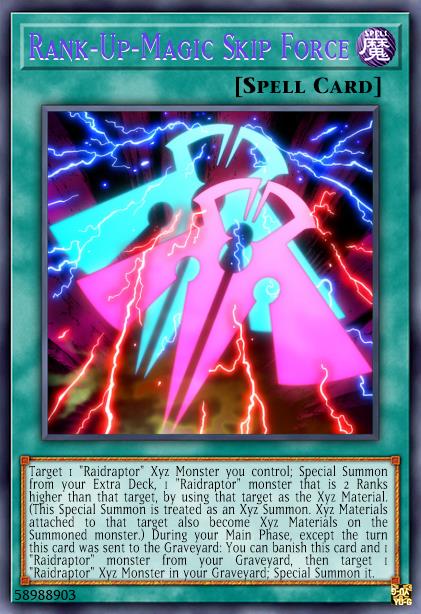 Rank-Up-Magic Skip Force
SPELL
魔
[Spell Card]
Target 1 "Raidraptor" Xyz Monster you control; Special Summon
from your Extra Deck, 1 "Raidraptor" monster that is 2 Ranks
higher than that target, by using that target as the Xyz Material.
(This Special Summon is treated as an Xyz Summon. Xyz Materials
attached to that target also become Xyz Materials on the
Summoned monster.) During your Main Phase, except the turn
this card was sent to the Graveyard: You can banish this card and 1
"Raidraptor" monster from your Graveyard, then target 1
"Raidraptor" Xyz Monster in your Graveyard; Special Summon it.
58988903